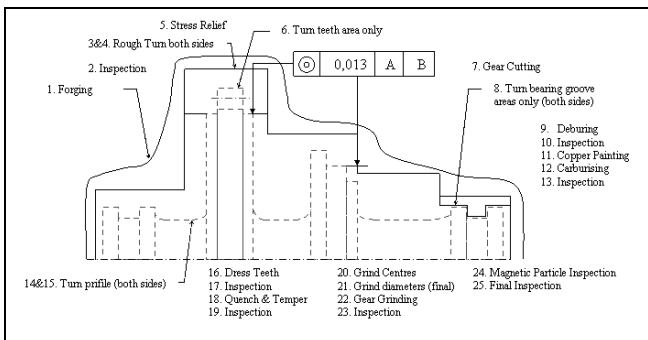 5. Stress Relief
6. Turn teeth area only
3&4. Rough Turn both sides
2. Inspection
1. Forging
◎ 0,013 A B
7. Gear Cutting
8. Turn bearing groove
areas only (both sides)
9. Deburing
10. Inspection
11. Copper Painting
12. Carburising
13. Inspection
14&15. Turn prifile (both sides)
16. Dress Teeth
17. Inspection
18. Quench & Temper
19. Inspection
20. Grind Centres
21. Grind diameters (final)
22. Gear Grinding
23. Inspection
24. Magnetic Particle Inspection
25. Final Inspection